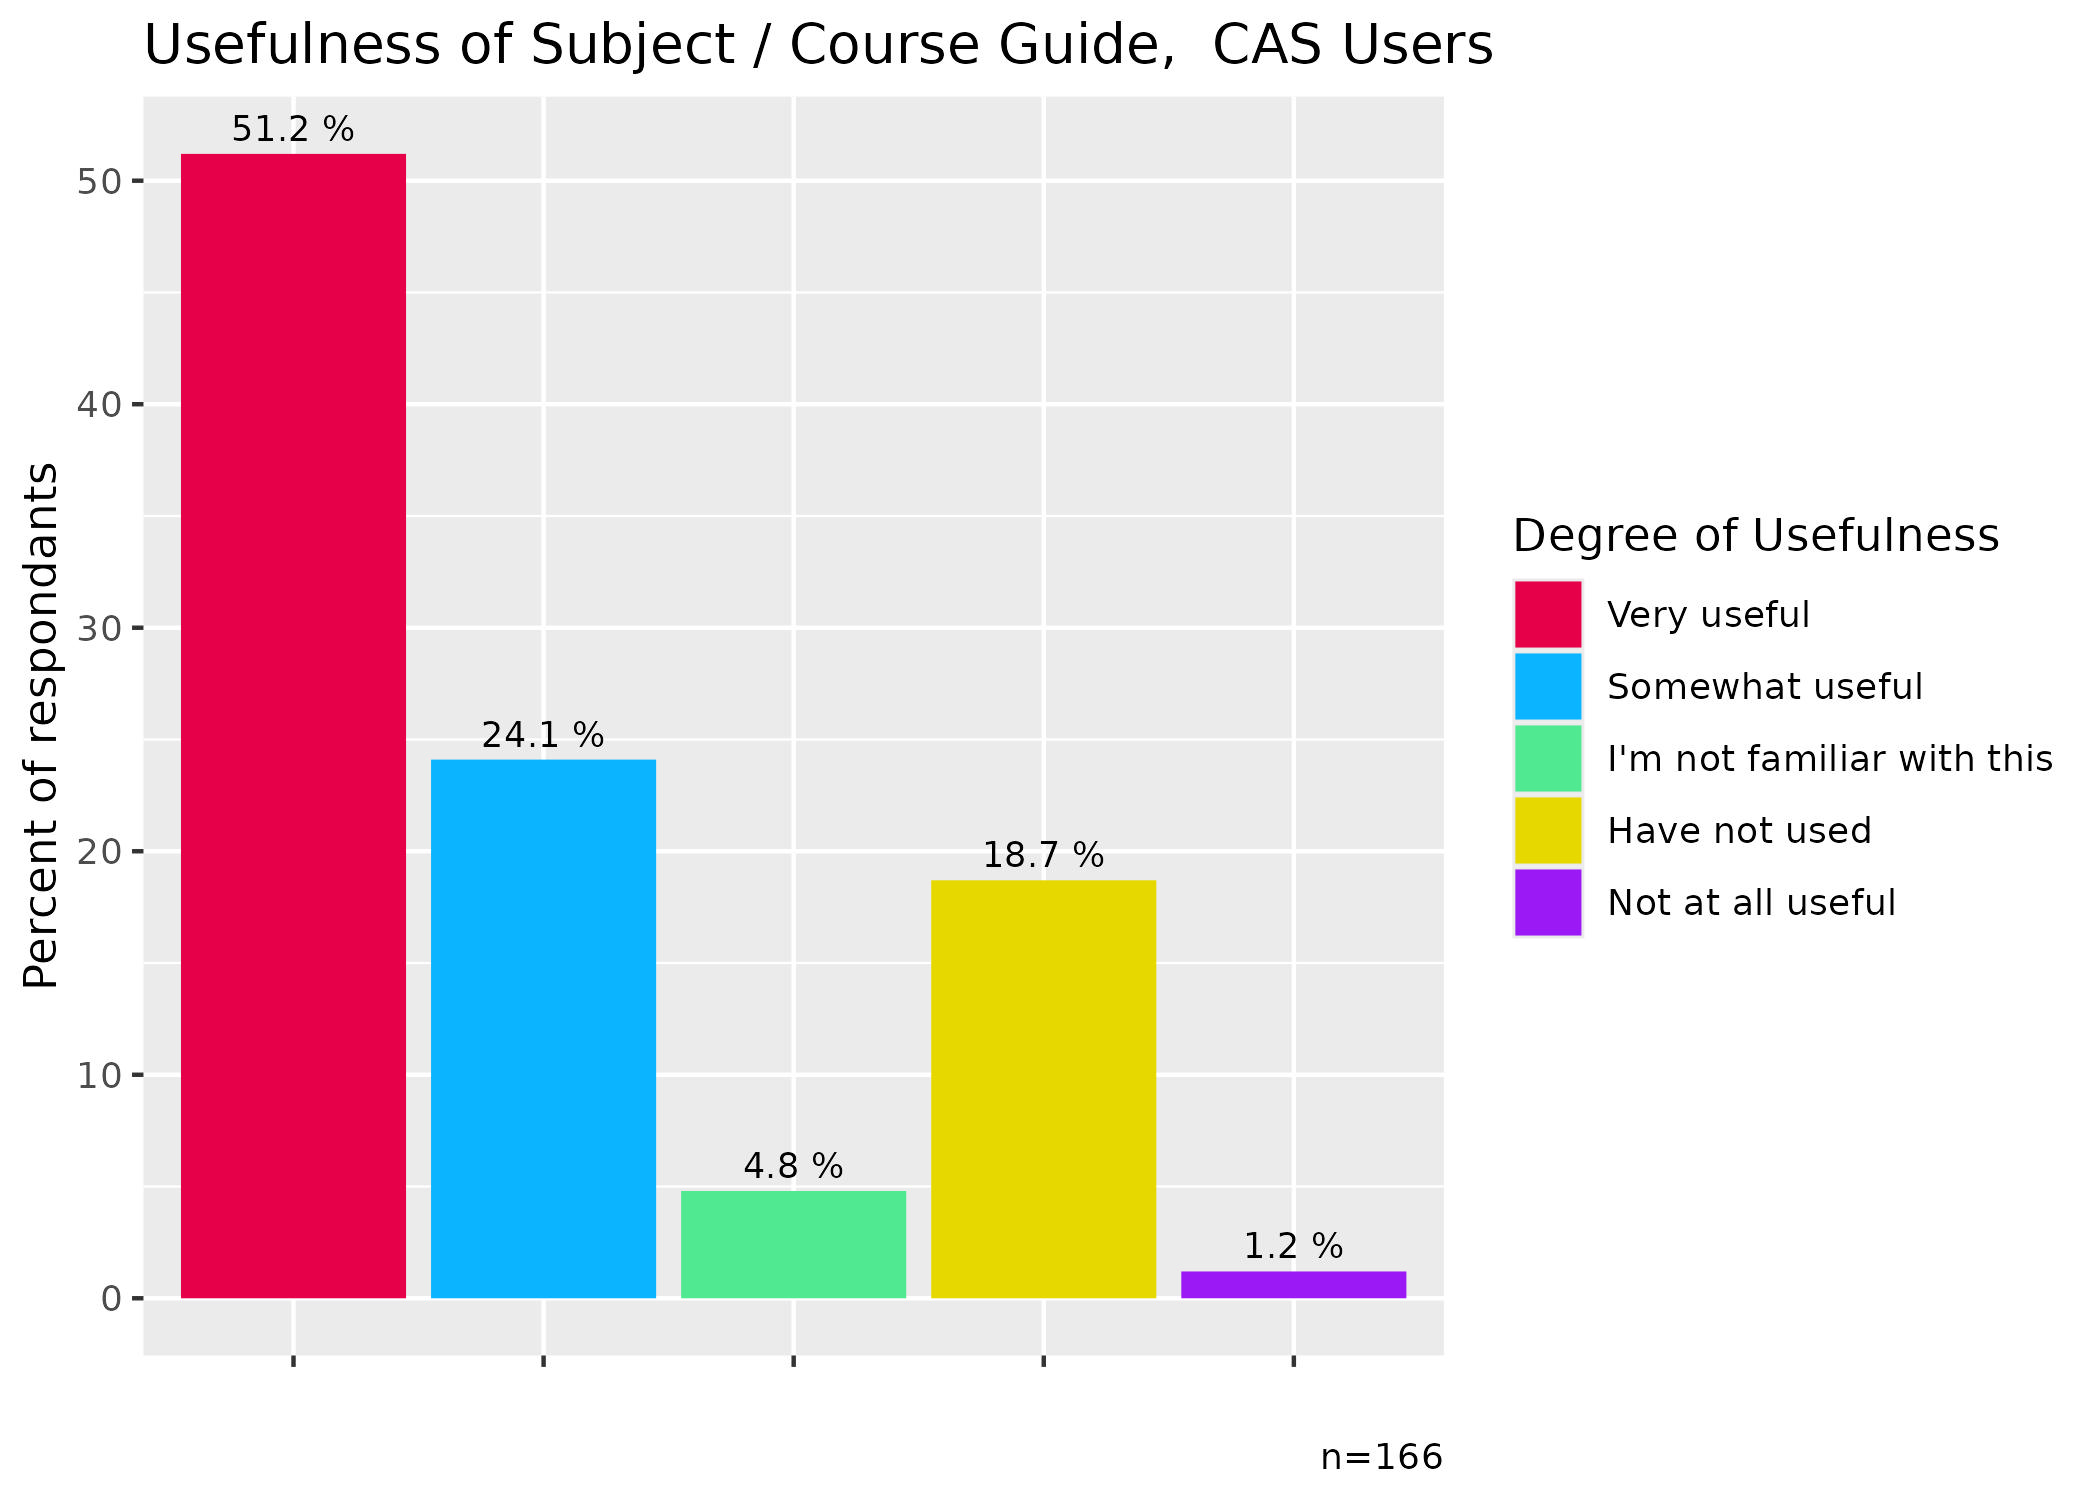 Usefulness of Subject / Course Guide,  CAS Users
Percent of respondants
50
40
30
20
10
0
51.2 %
24.1 %
4.8 %
18.7 %
1.2 %
Degree of Usefulness
Very useful
Somewhat useful
I'm not familiar with this
Have not used
Not at all useful
n=166